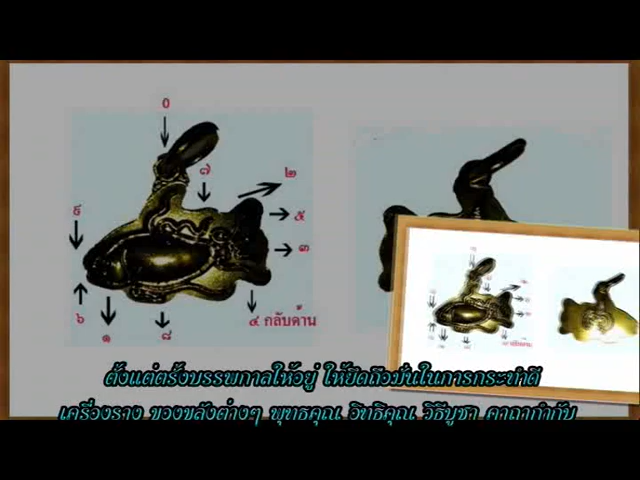 ๐
๗
๒
๕
๓
๖
๑
๘
๔ กลับด้าน
ตั้งแต่ครั้งบรรพกาลให้อยู่ ให้ยึดถือมั่นในการกระทำดี
เครื่องราง ของขลังต่างๆ พุทธคุณ อิทธิคุณ วิธีบูชา คาถากำกับ